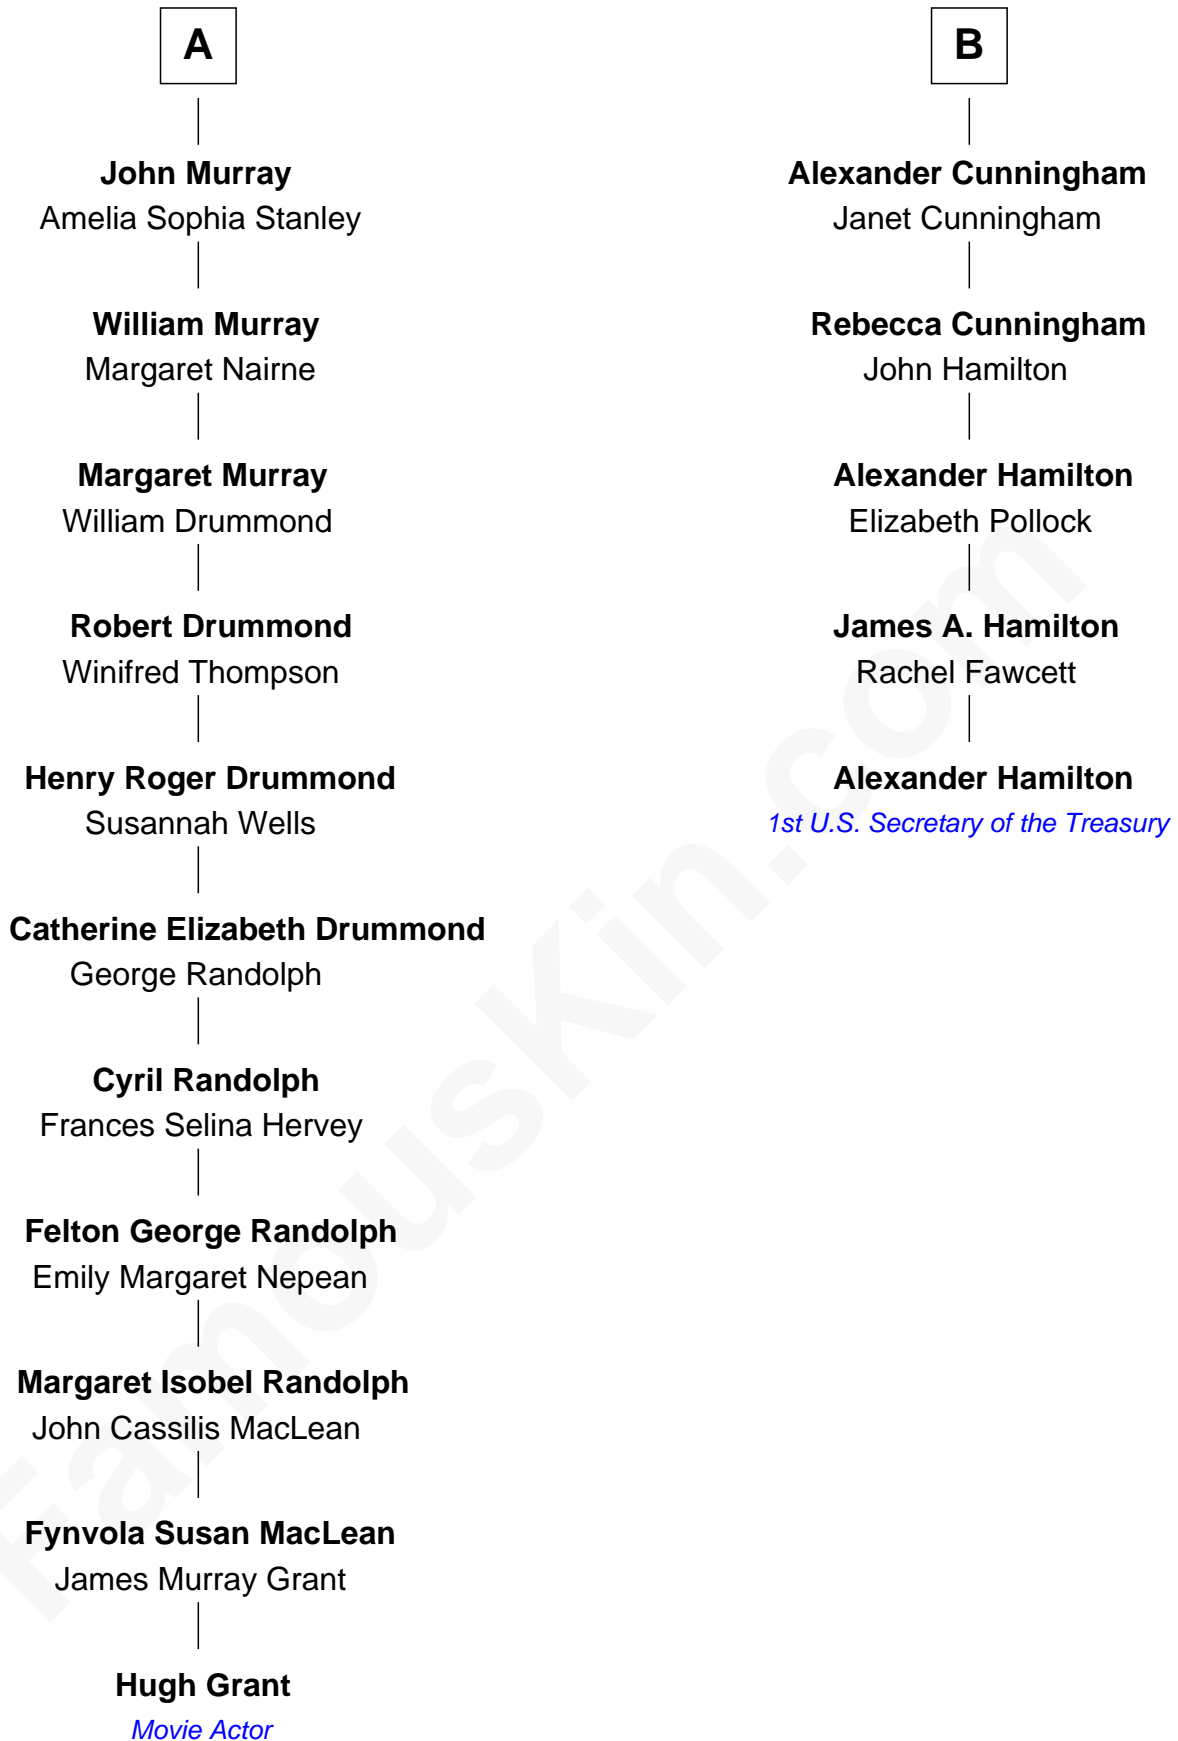 A
John Murray
Amelia Sophia Stanley
William Murray
Margaret Nairne
Margaret Murray
William Drummond
Robert Drummond
Winifred Thompson
Henry Roger Drummond
Susannah Wells
Catherine Elizabeth Drummond
George Randolph
Cyril Randolph
Frances Selina Hervey
Felton George Randolph
Emily Margaret Nepean
Margaret Isobel Randolph
John Cassilis MacLean
Fynvola Susan MacLean
James Murray Grant
Hugh Grant
Movie Actor
B
Alexander Cunningham
Janet Cunningham
Rebecca Cunningham
John Hamilton
Alexander Hamilton
Elizabeth Pollock
James A. Hamilton
Rachel Fawcett
Alexander Hamilton
1st U.S. Secretary of the Treasury
FamousKin.com